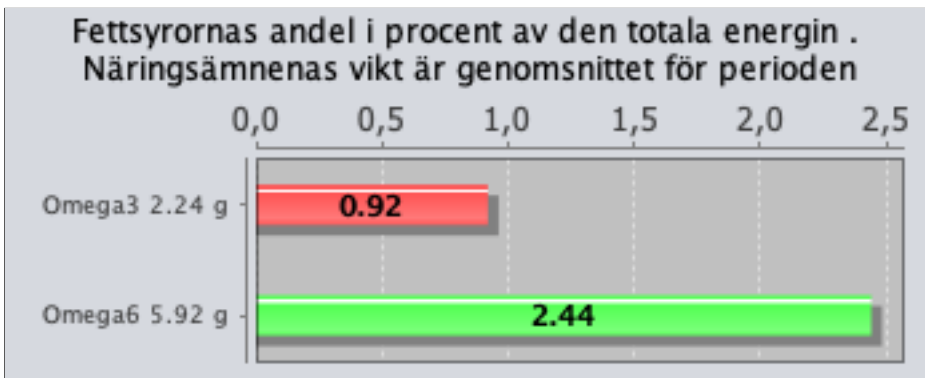 Fettsyrornas andel i procent av den totala energin .
Näringsämnenas vikt är genomsnittet för perioden
0,0 0,5 1,0 1,5 2,0 2,5
Omega3 2.24 g 0.92
Omega6 5.92 g 2.44